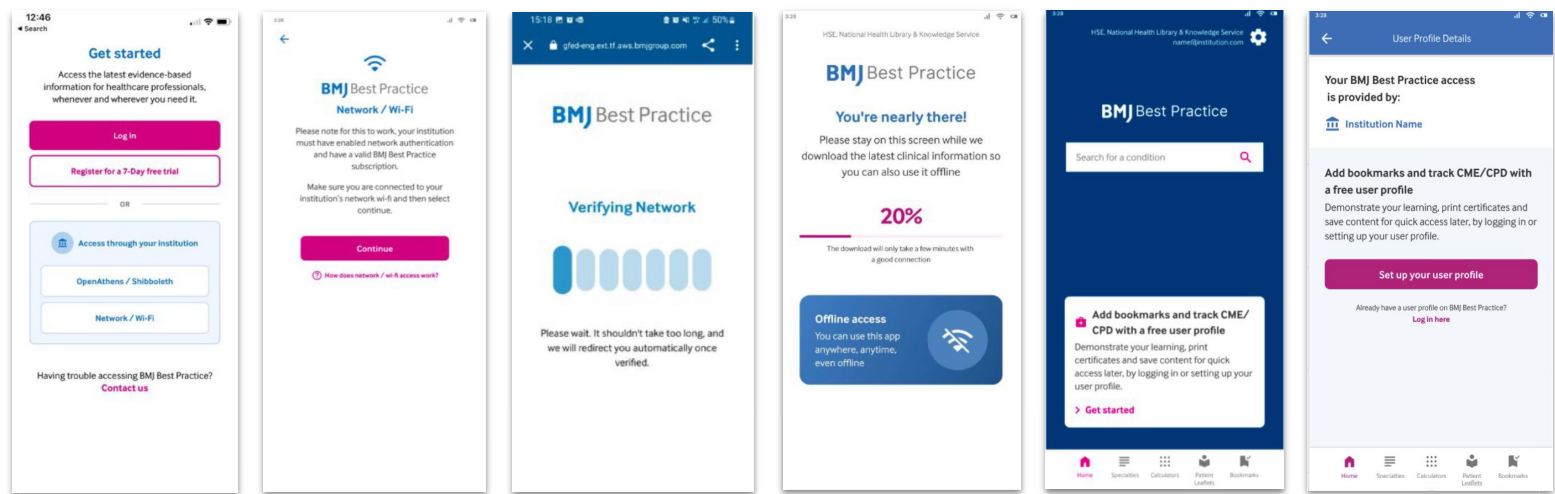 12:46
◀ Search
Get started
Access the latest evidence-based
information for healthcare professionals,
whenever and wherever you need it.
Log in
Register for a 7-Day free trial
OR
Access through your institution
OpenAthens / Shibboleth
Network / Wi-Fi
Having trouble accessing BMJ Best Practice?
Contact us
3:28
BMJ Best Practice
Network / Wi-Fi
Please note for this to work, your institution
must have enabled network authentication
and have a valid BMJ Best Practice
subscription.
Make sure you are connected to your
institution's network wi-fi and then select
continue.
Continue
How does network / wi-fi access work?
15:18
50%
gfed-eng.ext.tf.aws.bmjgroup.com
BMJ Best Practice
Verifying Network
Please wait. It shouldn't take too long, and
we will redirect you automatically once
verified.
3:28
HSE, National Health Library & Knowledge Service
BMJ Best Practice
You're nearly there!
Please stay on this screen while we
download the latest clinical information so
you can also use it offline
20%
The download will only take a few minutes with
a good connection
Offline access
You can use this app
anywhere, anytime,
even offline
3:28
HSE, National Health Library & Knowledge Service
name@institution.com
BMJ Best Practice
Search for a condition
Add bookmarks and track CME/
CPD with a free user profile
Demonstrate your learning, print
certificates and save content for quick
access later, by logging in or setting up your
user profile.
> Get started
Home
Specialties
Calculators
Patient
Leaflets
Bookmarks
3:28
User Profile Details
Your BMJ Best Practice access
is provided by:
Institution Name
Add bookmarks and track CME/CPD with
a free user profile
Demonstrate your learning, print certificates and
save content for quick access later, by logging in or
setting up your user profile.
Set up your user profile
Already have a user profile on BMJ Best Practice?
Log in here
Home
Specialties
Calculators
Patient
Leaflets
Bookmarks